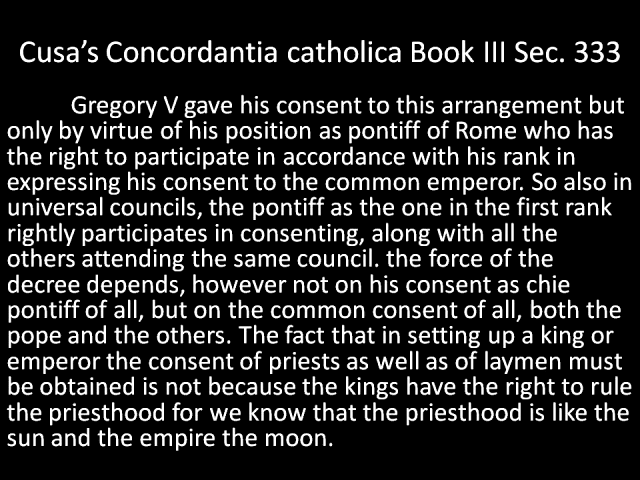 Cusa’s Concordantia catholica Book III Sec. 333
Gregory V gave his consent to this arrangement but
only by virtue of his position as pontiff of Rome who has
the right to participate in accordance with his rank in
expressing his consent to the common emperor. So also in
universal councils, the pontiff as the one in the first rank
rightly participates in consenting, along with all the
others attending the same council. the force of the
decree depends, however not on his consent as chie
pontiff of all, but on the common consent of all, both the
pope and the others. The fact that in setting up a king or
emperor the consent of priests as well as of laymen must
be obtained is not because the kings have the right to rule
the priesthood for we know that the priesthood is like the
sun and the empire the moon.